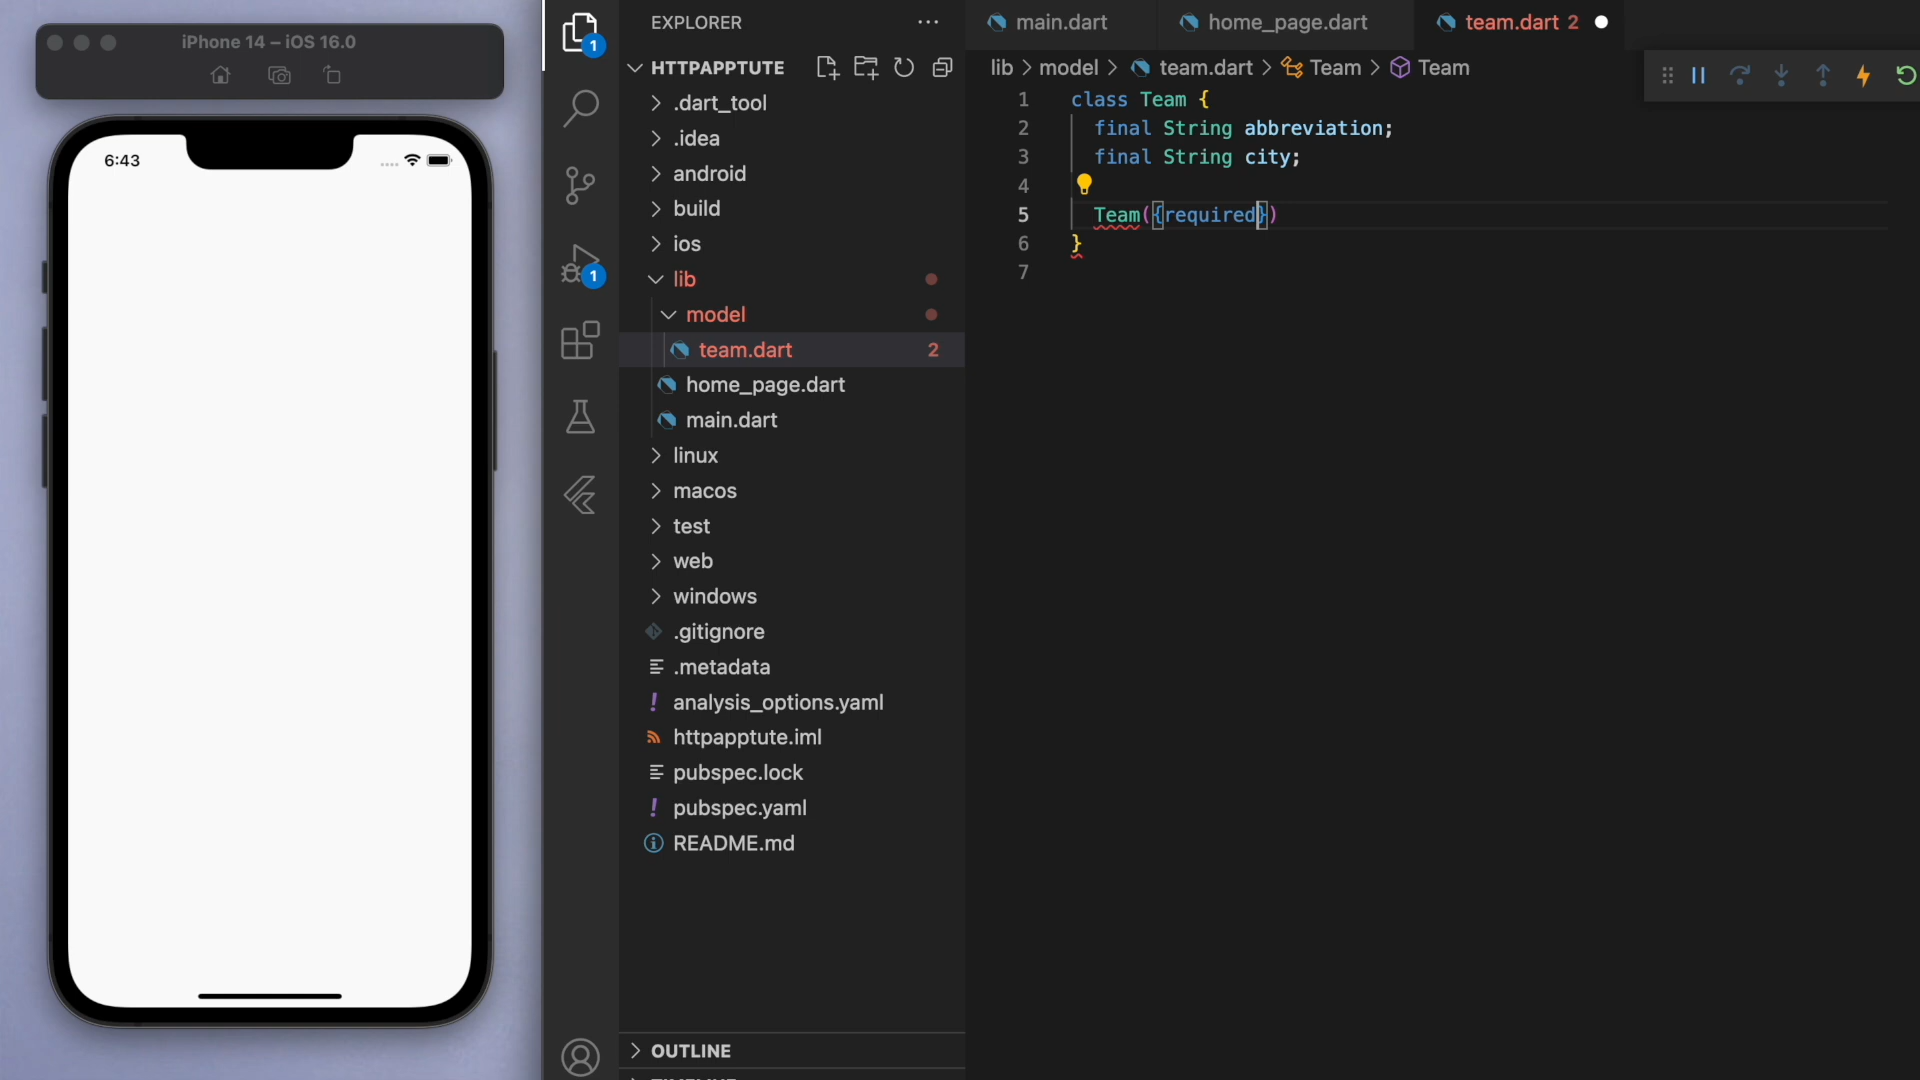 iPhone 14 – iOS 16.0
6:43
1
1
EXPLORER
HTTPAPPTUTE
.dart_tool
.idea
android
build
ios
lib
model
team.dart 2
home_page.dart
main.dart
linux
macos
test
web
windows
.gitignore
.metadata
analysis_options.yaml
httpapptute.iml
pubspec.lock
pubspec.yaml
README.md
OUTLINE
main.dart
home_page.dart
team.dart 2
lib > model > team.dart > Team > Team
1 class Team {
2 final String abbreviation;
3 final String city;
4
5 Team({required})
6 }
7